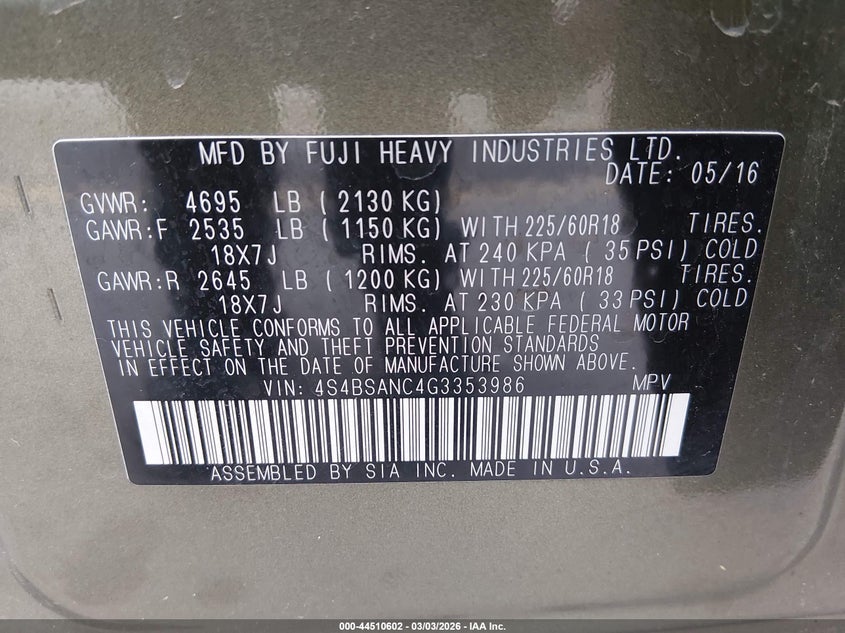 MFD BY FUJI HEAVY INDUSTRIES LTD.
DATE: 05/16
GVWR: 4695 LB ( 2130 KG)
GAWR:F 2535 LB ( 1150 KG) WITH 225/60R18 TIRES.
18X7J RIMS. AT 240 KPA ( 35 PSI) COLD
GAWR:R 2645 LB ( 1200 KG) WITH 225/60R18 TIRES.
18X7J RIMS. AT 230 KPA ( 33 PSI) COLD
THIS VEHICLE CONFORMS TO ALL APPLICABLE FEDERAL MOTOR
VEHICLE SAFETY AND THEFT PREVENTION STANDARDS
IN EFFECT ON THE DATE OF MANUFACTURE SHOWN ABOVE.
VIN: 4S4BSANC4G3353986 MPV
ASSEMBLED BY SIA INC. MADE IN U.S.A.
000-44510602 - 03/03/2026 - IAA Inc.